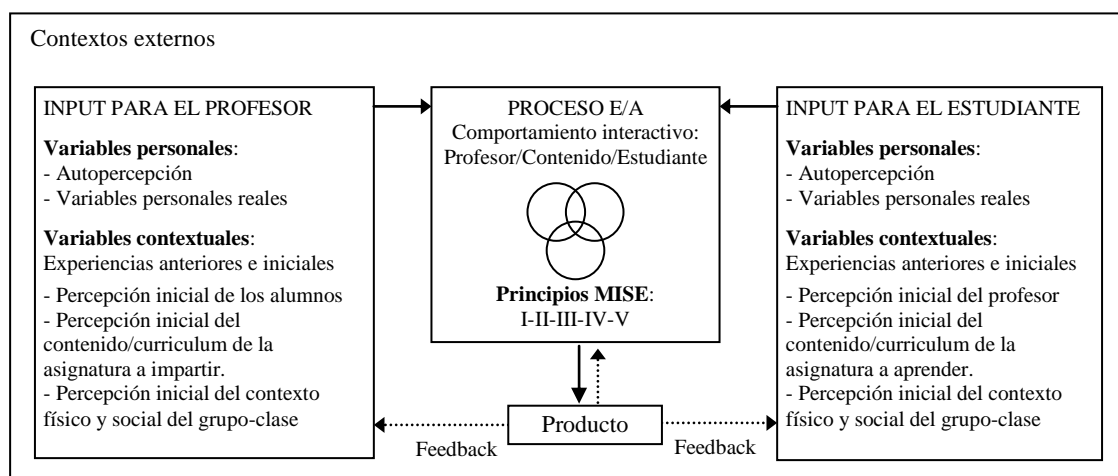 Contextos externos
INPUT PARA EL PROFESOR
Variables personales:
- Autopercepción
- Variables personales reales
Variables contextuales:
Experiencias anteriores e iniciales
- Percepción inicial de los alumnos
- Percepción inicial del
contenido/curriculum de la
asignatura a impartir.
- Percepción inicial del contexto
físico y social del grupo-clase
PROCESO E/A
Comportamiento interactivo:
Profesor/Contenido/Estudiante
Principios MISE:
I-II-III-IV-V
INPUT PARA EL ESTUDIANTE
Variables personales:
- Autopercepción
- Variables personales reales
Variables contextuales:
Experiencias anteriores e iniciales
- Percepción inicial del profesor
- Percepción inicial del
contenido/curriculum de la
asignatura a aprender.
- Percepción inicial del contexto
físico y social del grupo-clase
Producto
Feedback
Feedback